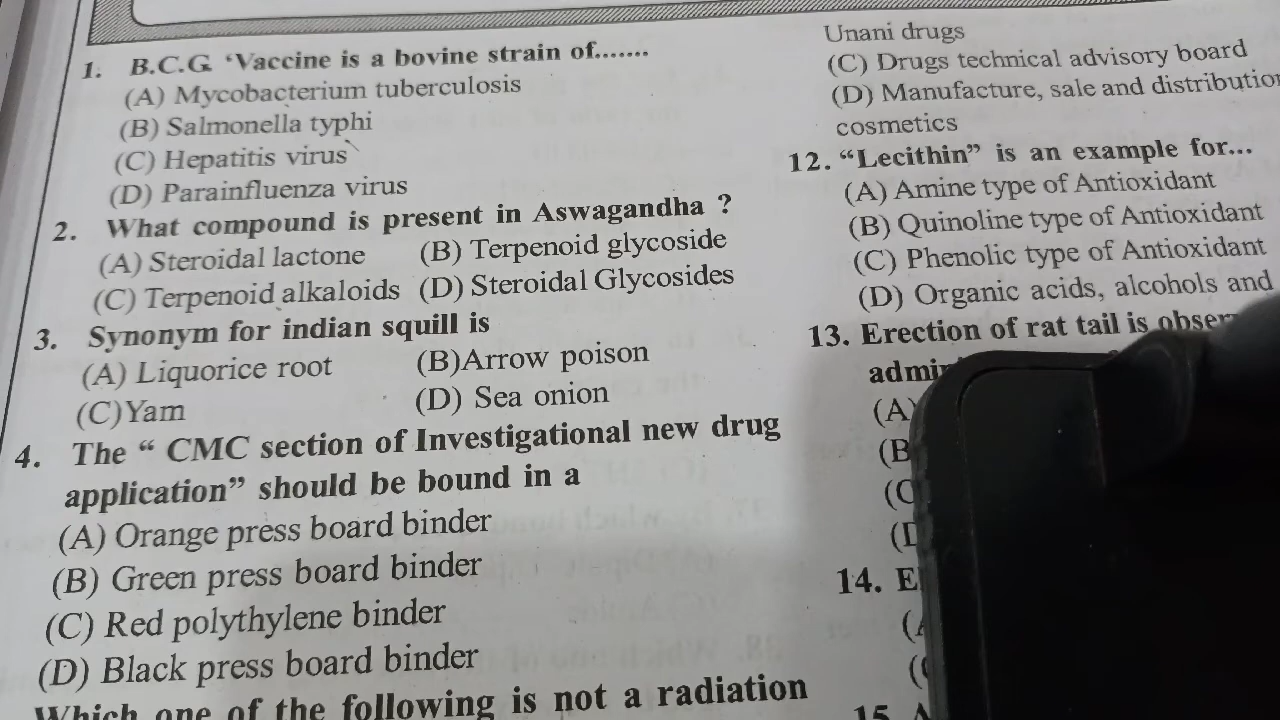 1. B.C.G. 'Vaccine is a bovine strain of.......
(A) Mycobacterium tuberculosis
(B) Salmonella typhi
(C) Hepatitis virus
(D) Parainfluenza virus
2. What compound is present in Aswagandha ?
(A) Steroidal lactone (B) Terpenoid glycoside
(C) Terpenoid alkaloids (D) Steroidal Glycosides
3. Synonym for indian squill is
(A) Liquorice root (B)Arrow poison
(C)Yam (D) Sea onion
4. The “ CMC section of Investigational new drug
application” should be bound in a
(A) Orange press board binder
(B) Green press board binder
(C) Red polythylene binder
(D) Black press board binder
Which one of the following is not a radiation
Unani drugs
(C) Drugs technical advisory board
(D) Manufacture, sale and distribution
cosmetics
12. “Lecithin” is an example for...
(A) Amine type of Antioxidant
(B) Quinoline type of Antioxidant
(C) Phenolic type of Antioxidant
(D) Organic acids, alcohols and
13. Erection of rat tail is
(A)
(B
(C
(D
14.
15.